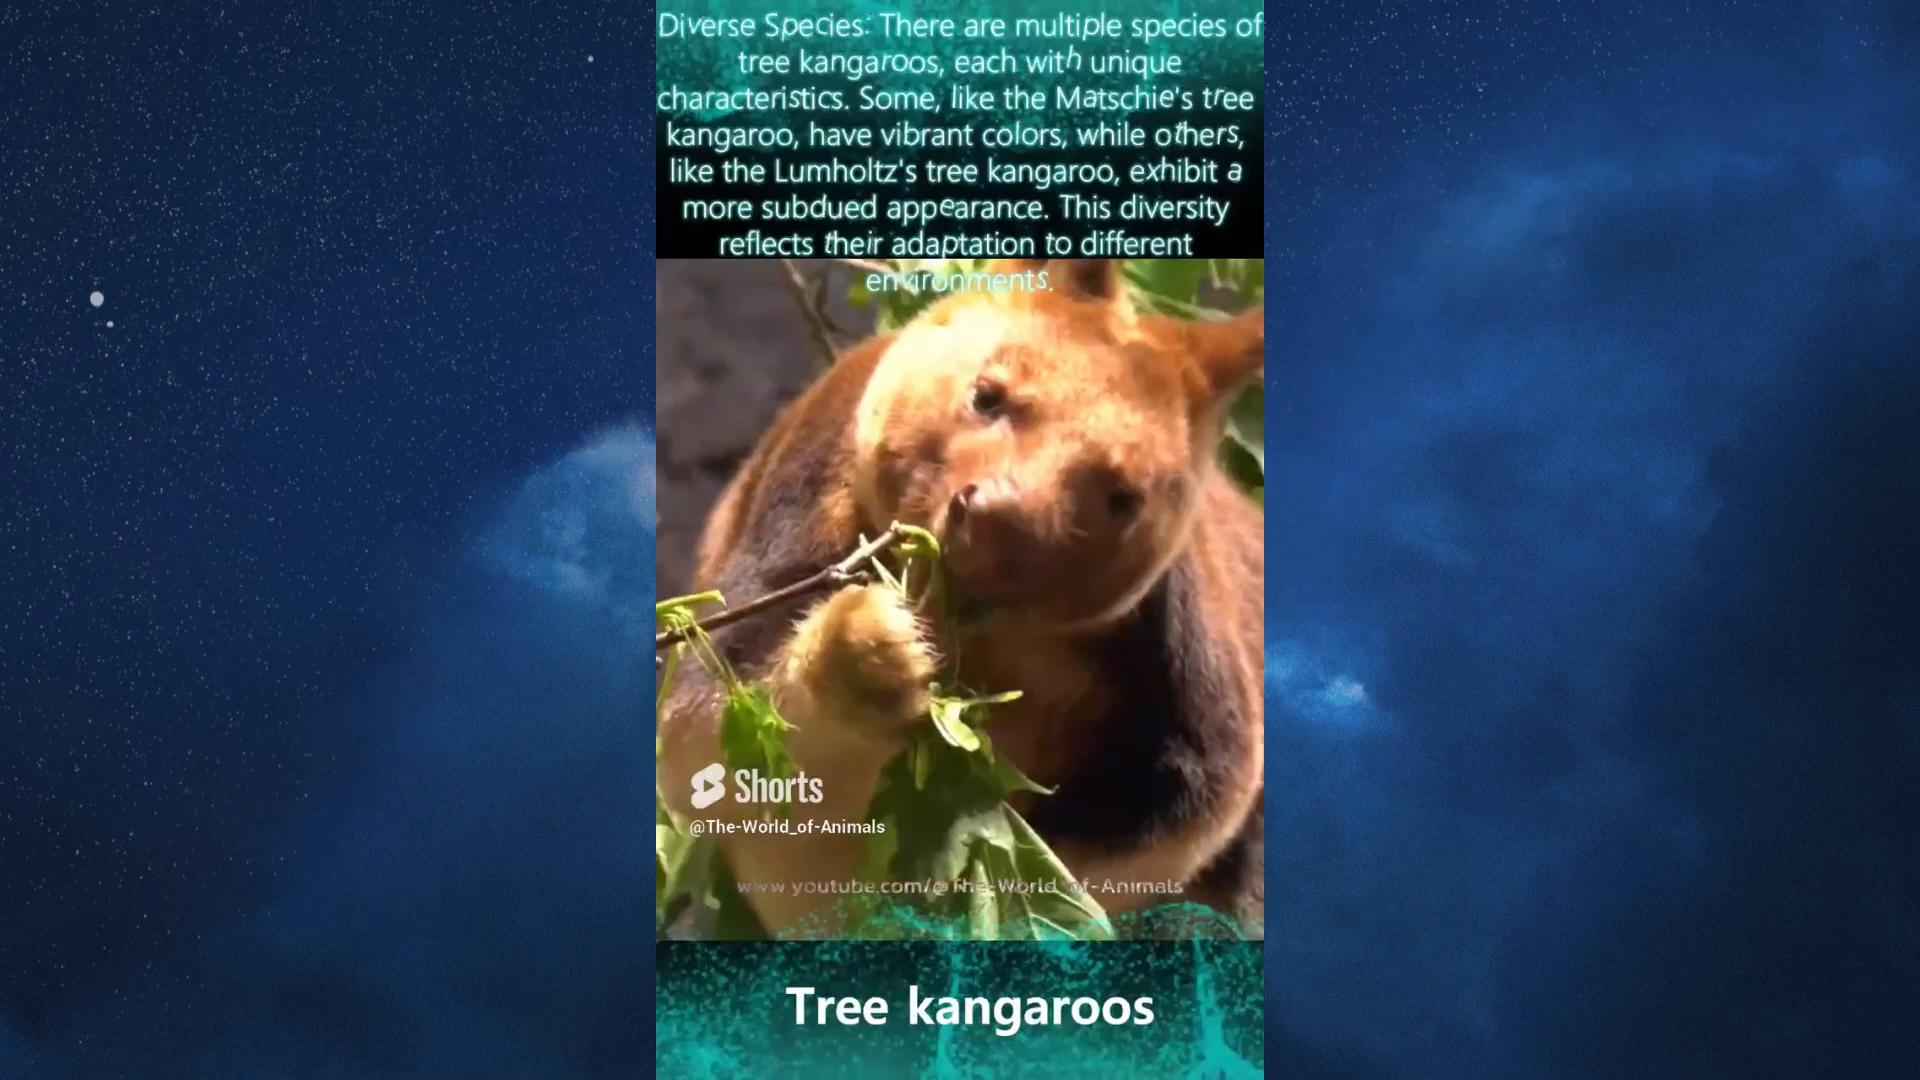 Diverse Species: There are multiple species of
tree kangaroos, each with unique
characteristics. Some, like the Matschie's tree
kangaroo, have vibrant colors, while others,
like the Lumholtz's tree kangaroo, exhibit a
more subdued appearance. This diversity
reflects their adaptation to different
environments.
Shorts
@The-World_of-Animals
www.youtube.com/@The-World_of-Animals
Tree kangaroos